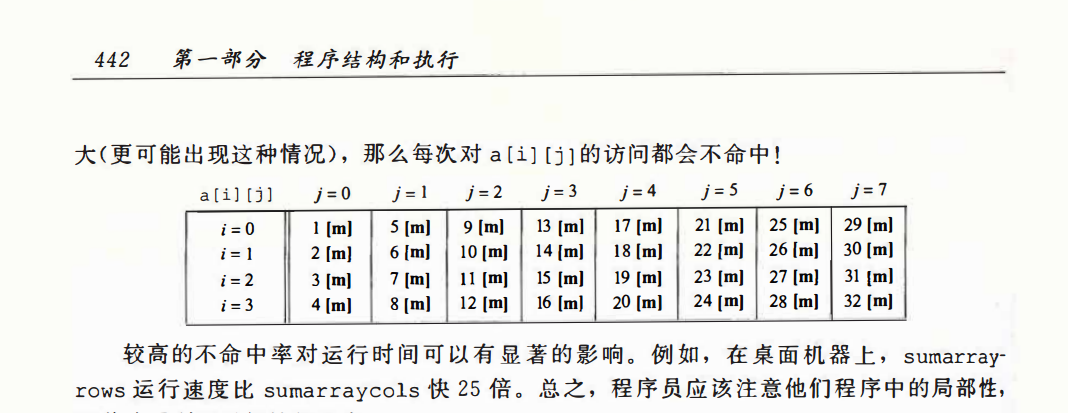 442 第一部分 程序结构和执行
大(更可能出现这种情况)，那么每次对 a[i][j]的访问都会不命中！
a[i][j] j = 0 j = 1 j = 2 j = 3 j = 4 j = 5 j = 6 j = 7
i = 0 1 [m] 5 [m] 9 [m] 13 [m] 17 [m] 21 [m] 25 [m] 29 [m]
i = 1 2 [m] 6 [m] 10 [m] 14 [m] 18 [m] 22 [m] 26 [m] 30 [m]
i = 2 3 [m] 7 [m] 11 [m] 15 [m] 19 [m] 23 [m] 27 [m] 31 [m]
i = 3 4 [m] 8 [m] 12 [m] 16 [m] 20 [m] 24 [m] 28 [m] 32 [m]
较高的不命中率对运行时间可以有显著的影响。例如，在桌面机器上，sumarray-
rows 运行速度比 sumarraycols 快 25 倍。总之，程序员应该注意他们程序中的局部性，